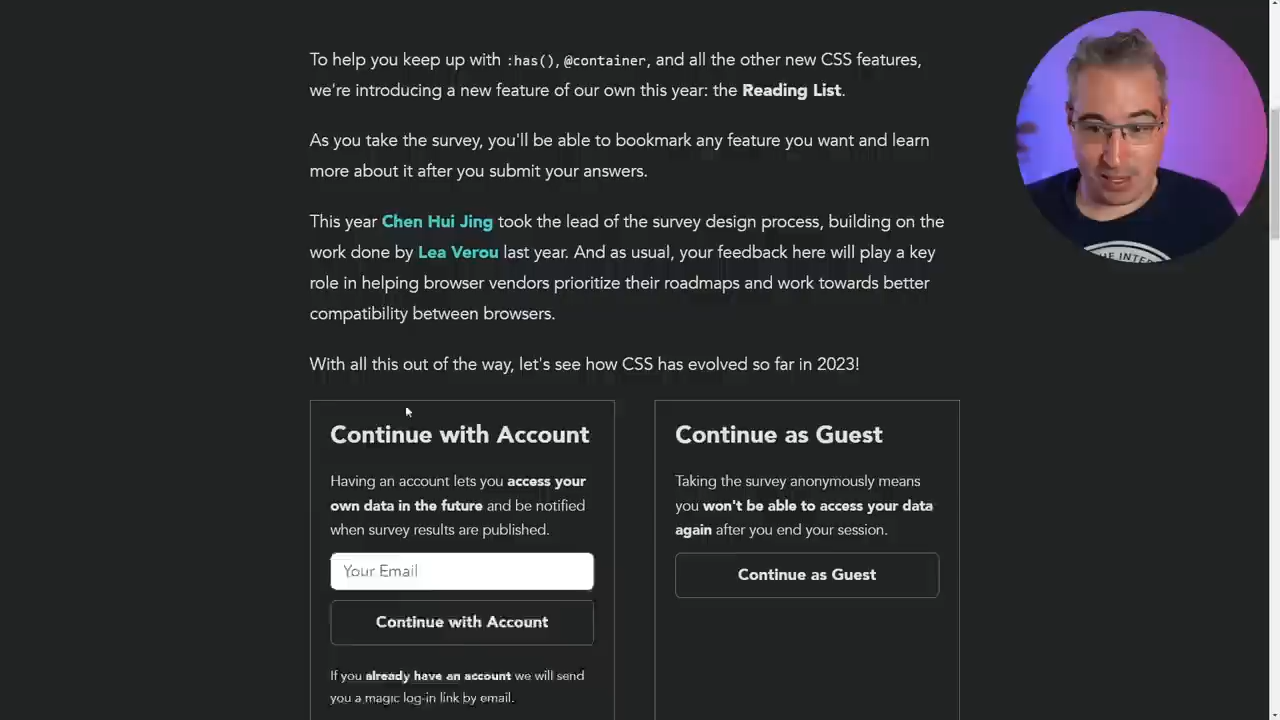 To help you keep up with :has(), @container, and all the other new CSS features,
we're introducing a new feature of our own this year: the Reading List.
As you take the survey, you'll be able to bookmark any feature you want and learn
more about it after you submit your answers.
This year Chen Hui Jing took the lead of the survey design process, building on the
work done by Lea Verou last year. And as usual, your feedback here will play a key
role in helping browser vendors prioritize their roadmaps and work towards better
compatibility between browsers.
With all this out of the way, let's see how CSS has evolved so far in 2023!
Continue with Account
Having an account lets you access your
own data in the future and be notified
when survey results are published.
Your Email
Continue with Account
If you already have an account we will send
you a magic log-in link by email.
Continue as Guest
Taking the survey anonymously means
you won't be able to access your data
again after you end your session.
Continue as Guest